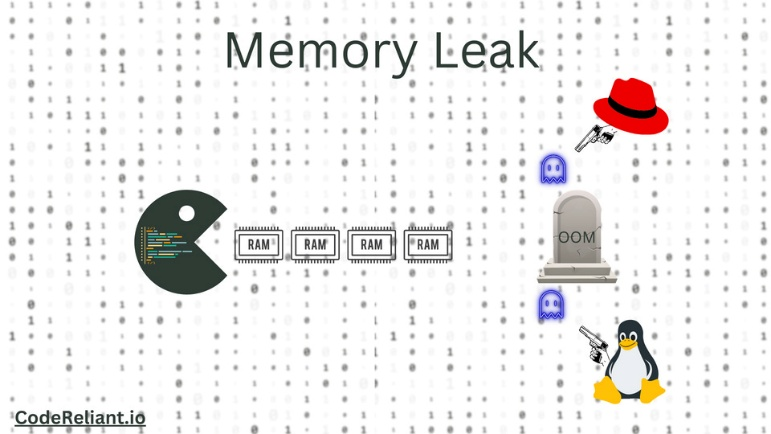 Memory Leak
RAM RAM RAM RAM
OOM
CodeReliant.io